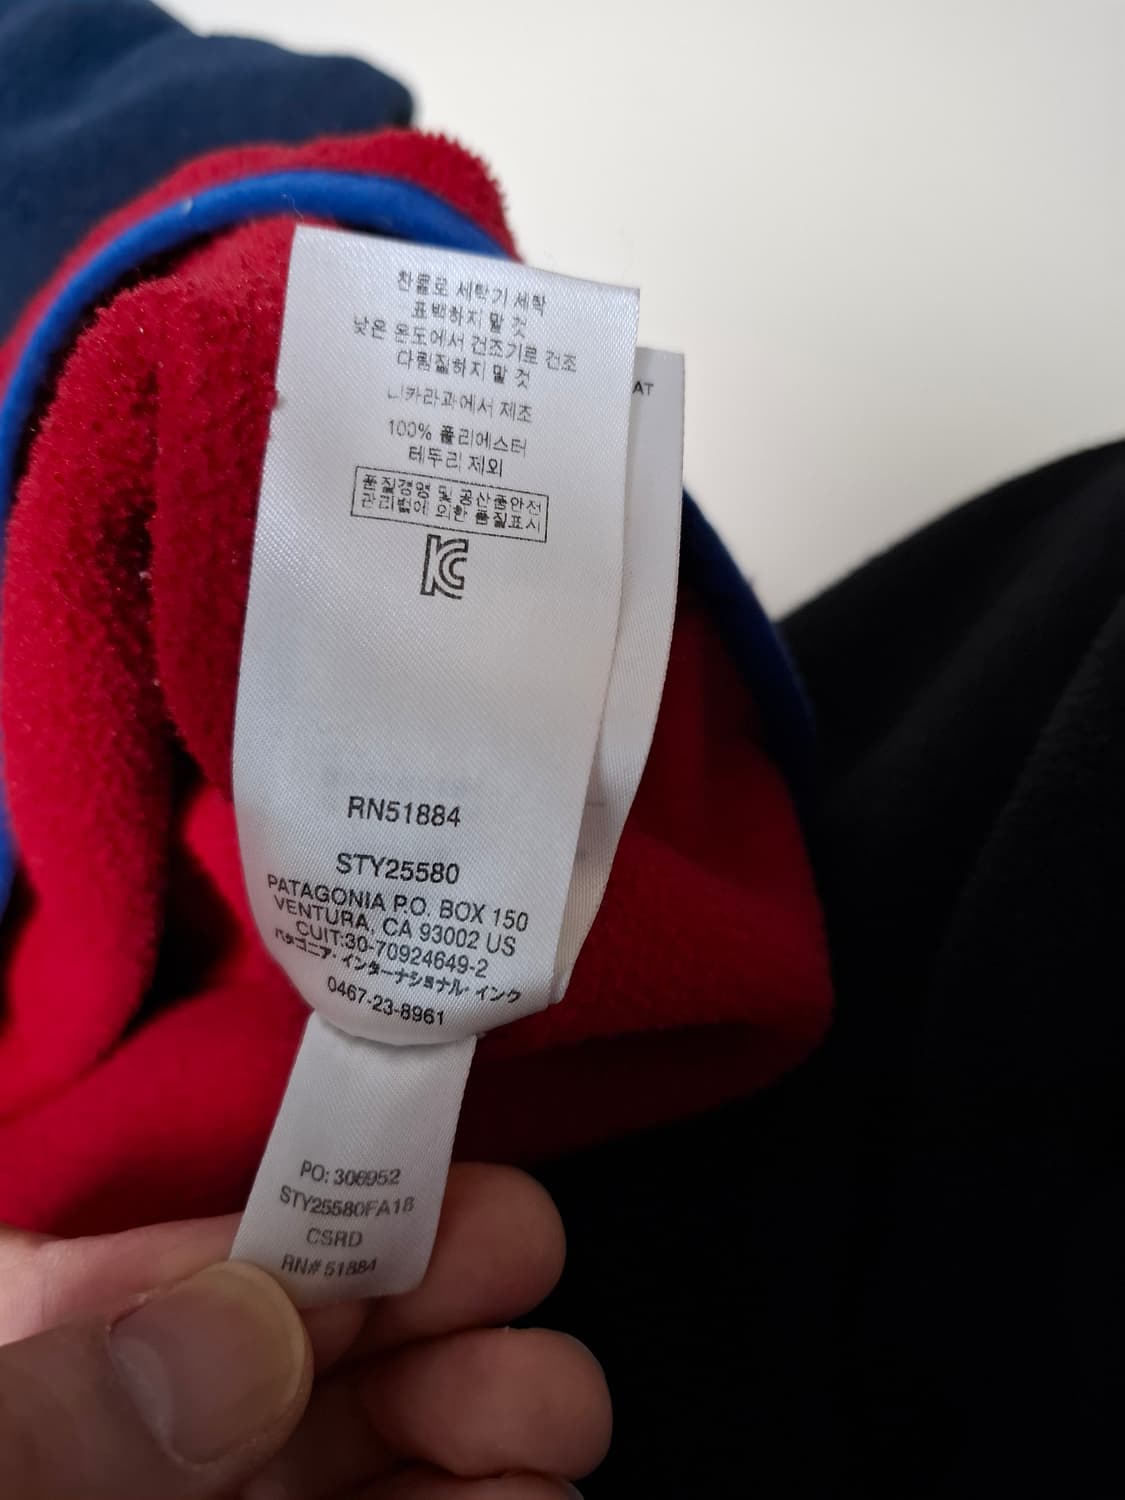 찬물로 세탁기 세탁
표백하지 말 것
낮은 온도에서 건조기로 건조
다림질하지 말 것
니카라과에서 제조
100% 폴리에스터
테두리 제외
품질경영 및 공산품안전
관리법에 의한 품질표시
KC
AT
RN51884
STY25580
PATAGONIA P.O. BOX 150
VENTURA, CA 93002 US
CUIT:30-70924649-2
パタゴニア・インターナショナル・インク
0467-23-8961
PO: 306952
STY25580FA18
CSRD
RN# 51884